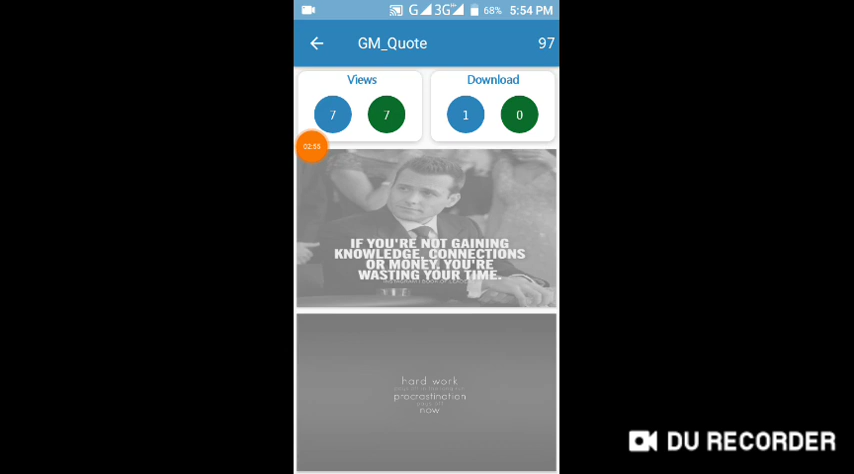 G 3G 68% 5:54 PM
GM_Quote 97
Views Download
7 7 1 0
02:55
IF YOU'RE NOT GAINING
KNOWLEDGE, CONNECTIONS
OR MONEY. YOU'RE
WASTING YOUR TIME.
hard work
procrastination
now
DU RECORDER